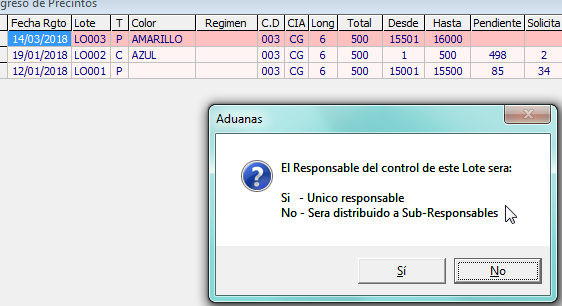 greso de Precintos
Fecha Rgto Lote T Color Regimen C.D CIA Long Total Desde Hasta Pendiente Solicita
14/03/2018 LO003 P AMARILLO 003 CG 6 500 15501 16000
19/01/2018 LO002 C AZUL 003 CG 6 500 1 500 498 2
12/01/2018 LO001 P 003 CG 6 500 15001 15500 85 34
Aduanas
El Responsable del control de este Lote sera:
Si - Unico responsable
No - Sera distribuido a Sub-Responsables
Sí No